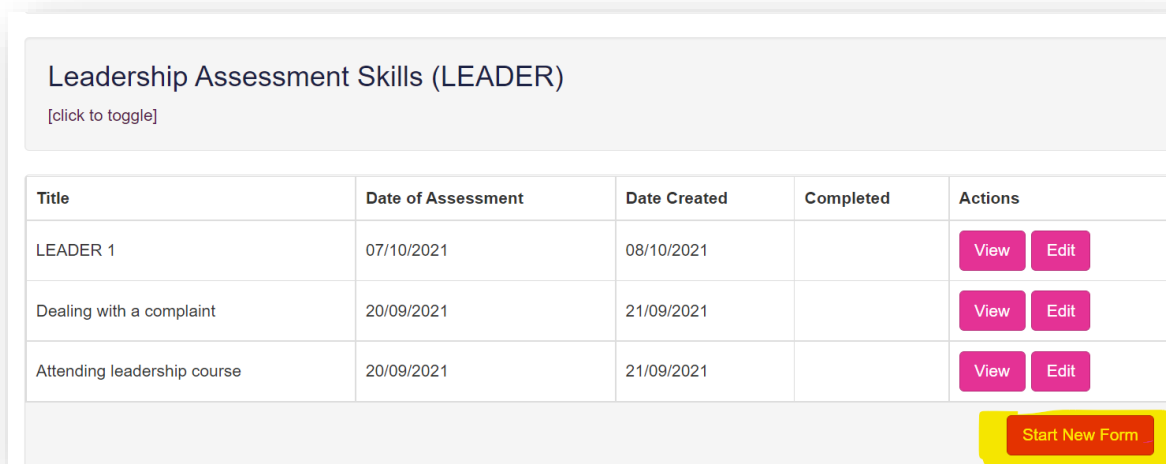 Leadership Assessment Skills (LEADER)
[click to toggle]
Title Date of Assessment Date Created Completed Actions
LEADER 1 07/10/2021 08/10/2021 View Edit
Dealing with a complaint 20/09/2021 21/09/2021 View Edit
Attending leadership course 20/09/2021 21/09/2021 View Edit
Start New Form